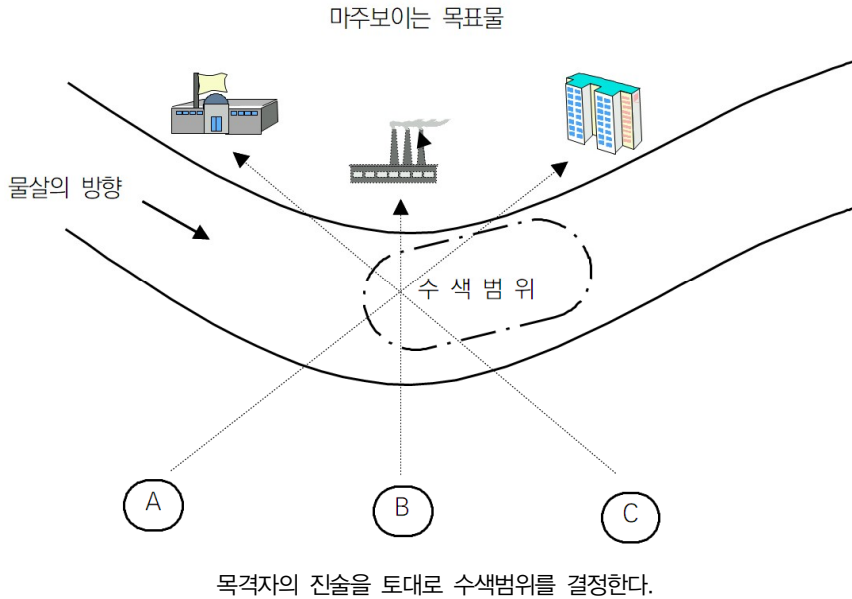 마주보이는 목표물
물살의 방향
수 색 범 위
A
B
C
목격자의 진술을 토대로 수색범위를 결정한다.